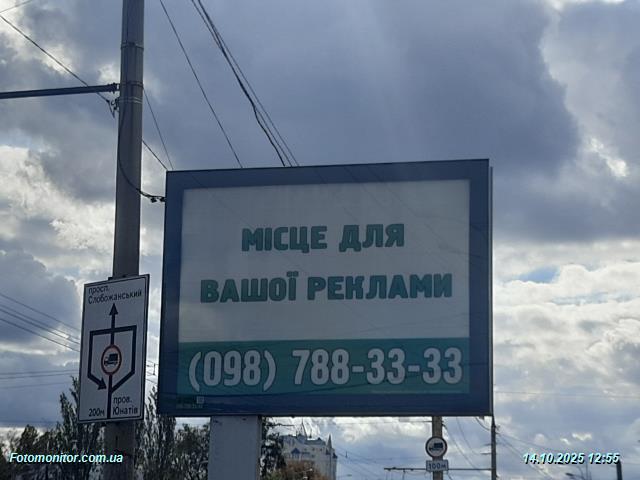 МІСЦЕ ДЛЯ
ВАШОЇ РЕКЛАМИ
(098) 788-33-33
просп.
Слобожанський
200м
пров.
Юнатів
100м
Fotomonitor.com.ua
14.10.2025 12:55